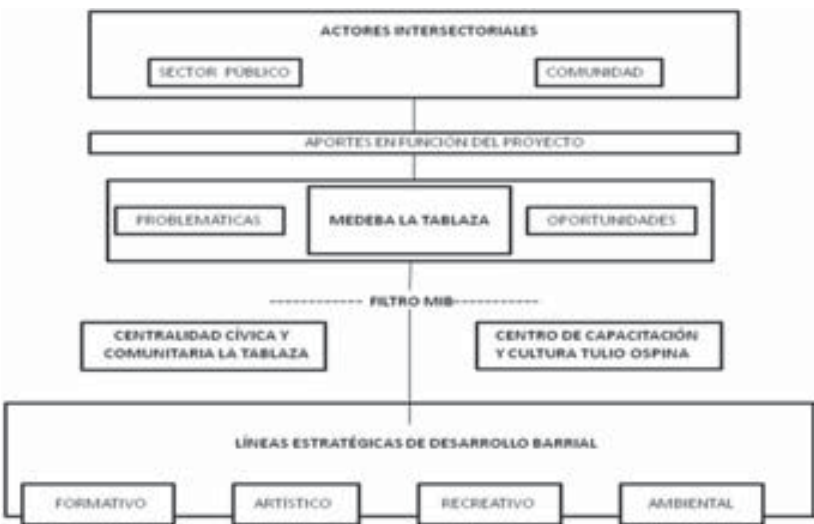 ACTORES INTERSECTORIALES
SECTOR PÚBLICO
COMUNIDAD
APORTES EN FUNCIÓN DEL PROYECTO
PROBLEMÁTICAS
MEDEBA LA TABLAZA
OPORTUNIDADES
FILTRO MIB
CENTRALIDAD CÍVICA Y
COMUNITARIA LA TABLAZA
CENTRO DE CAPACITACIÓN
Y CULTURA TULIO OSPINA
LÍNEAS ESTRATÉGICAS DE DESARROLLO BARRIAL
FORMATIVO
ARTÍSTICO
RECREATIVO
AMBIENTAL